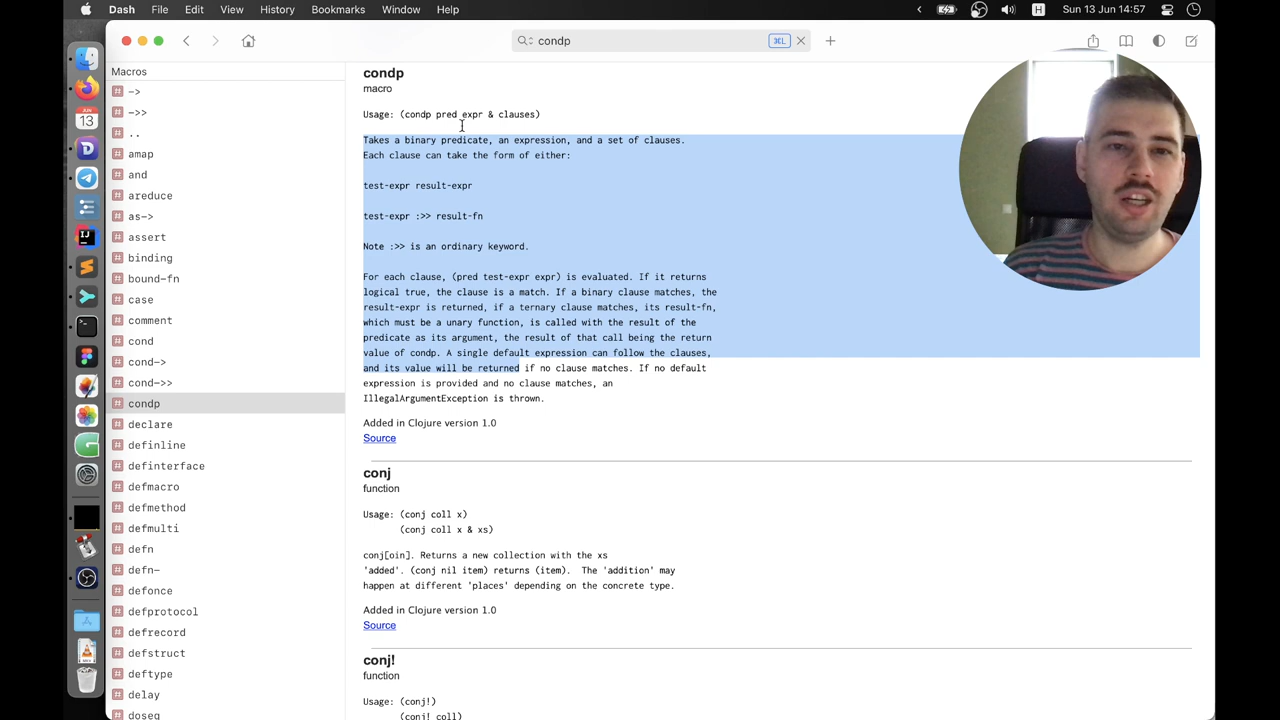 Dash File Edit View History Bookmarks Window Help
H Sun 13 Jun 14:57
condp
⌘L
Macros
->
->>
..
amap
and
areduce
as->
assert
binding
bound-fn
case
comment
cond
cond->
cond->>
condp
declare
definline
definterface
defmacro
defmethod
defmulti
defn
defn-
defonce
defprotocol
defrecord
defstruct
deftype
delay
doseq
condp
macro
Usage: (condp pred expr & clauses)
Takes a binary predicate, an expression, and a set of clauses.
Each clause can take the form of either:
test-expr result-expr
test-expr :>> result-fn
Note :>> is an ordinary keyword.
For each clause, (pred test-expr expr) is evaluated. If it returns
logical true, the clause is a match. If a binary clause matches, the
result-expr is returned, if a ternary clause matches, its result-fn,
which must be a unary function, is called with the result of the
predicate as its argument, the result of that call being the return
value of condp. A single default expression can follow the clauses,
and its value will be returned if no clause matches. If no default
expression is provided and no clause matches, an
IllegalArgumentException is thrown.
Added in Clojure version 1.0
Source
conj
function
Usage: (conj coll x)
(conj coll x & xs)
conj[oin]. Returns a new collection with the xs
'added'. (conj nil item) returns (item). The 'addition' may
happen at different 'places' depending on the concrete type.
Added in Clojure version 1.0
Source
conj!
function
Usage: (conj!)
(conj! coll)
JUN
13
IJ